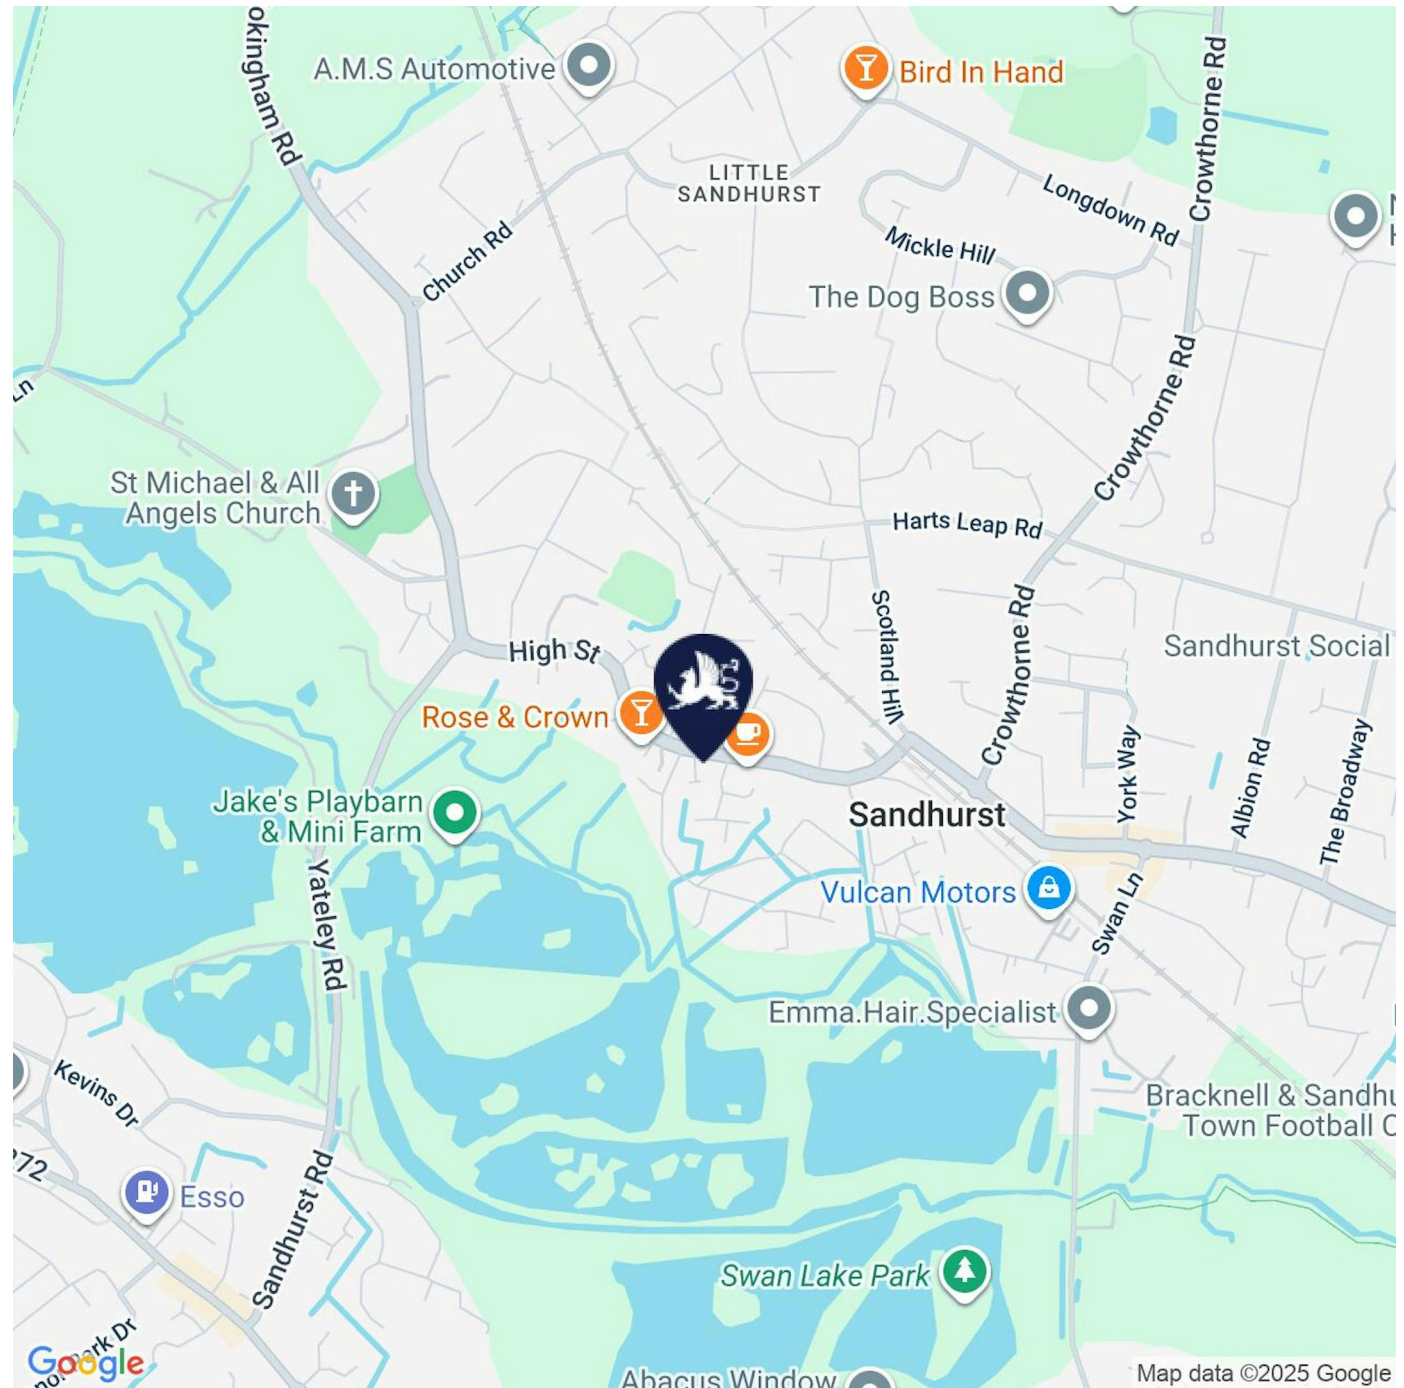 okingham Rd
A.M.S Automotive
Bird In Hand
Crowthorne Rd
LITTLE
SANDHURST
Longdown Rd
Church Rd
Mickle Hill
The Dog Boss
Ln
Crowthorne Rd
St Michael & All
Angels Church
Harts Leap Rd
Scotland Hill
Crowthorne Rd
High St
Sandhurst Social
Rose & Crown
York Way
Albion Rd
The Broadway
Jake's Playbarn
& Mini Farm
Sandhurst
Yateley Rd
Vulcan Motors
Swan Ln
Emma.Hair.Specialist
Kevins Dr
Bracknell & Sandhu
Town Football C
272
Esso
Sandhurst Rd
Swan Lake Park
Park Dr
Google
Abacus Window
Map data ©2025 Google